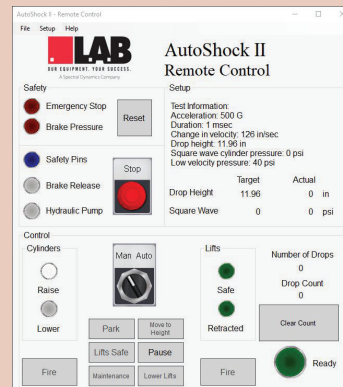 AutoShock II - Remote Control
File Setup Help
LAB
OUR EQUIPMENT. YOUR SUCCESS.
A Spectral Dynamics Company
AutoShock II
Remote Control
Safety
Emergency Stop
Brake Pressure
Reset
Safety Pins
Brake Release
Hydraulic Pump
Stop
Setup
Test Information:
Acceleration: 500 G
Duration: 1 msec
Change in velocity: 126 in/sec
Drop height: 11.96 in
Square wave cylinder pressure: 0 psi
Low velocity pressure: 40 psi
Target Actual
Drop Height 11.96 0 in
Square Wave 0 0 psi
Control
Cylinders
Raise
Lower
Fire
Man Auto
Park
Move to
Height
Lifts Safe
Pause
Maintenance
Lower Lifts
Lifts
Safe
Retracted
Fire
Number of Drops
0
Drop Count
0
Clear Count
Ready